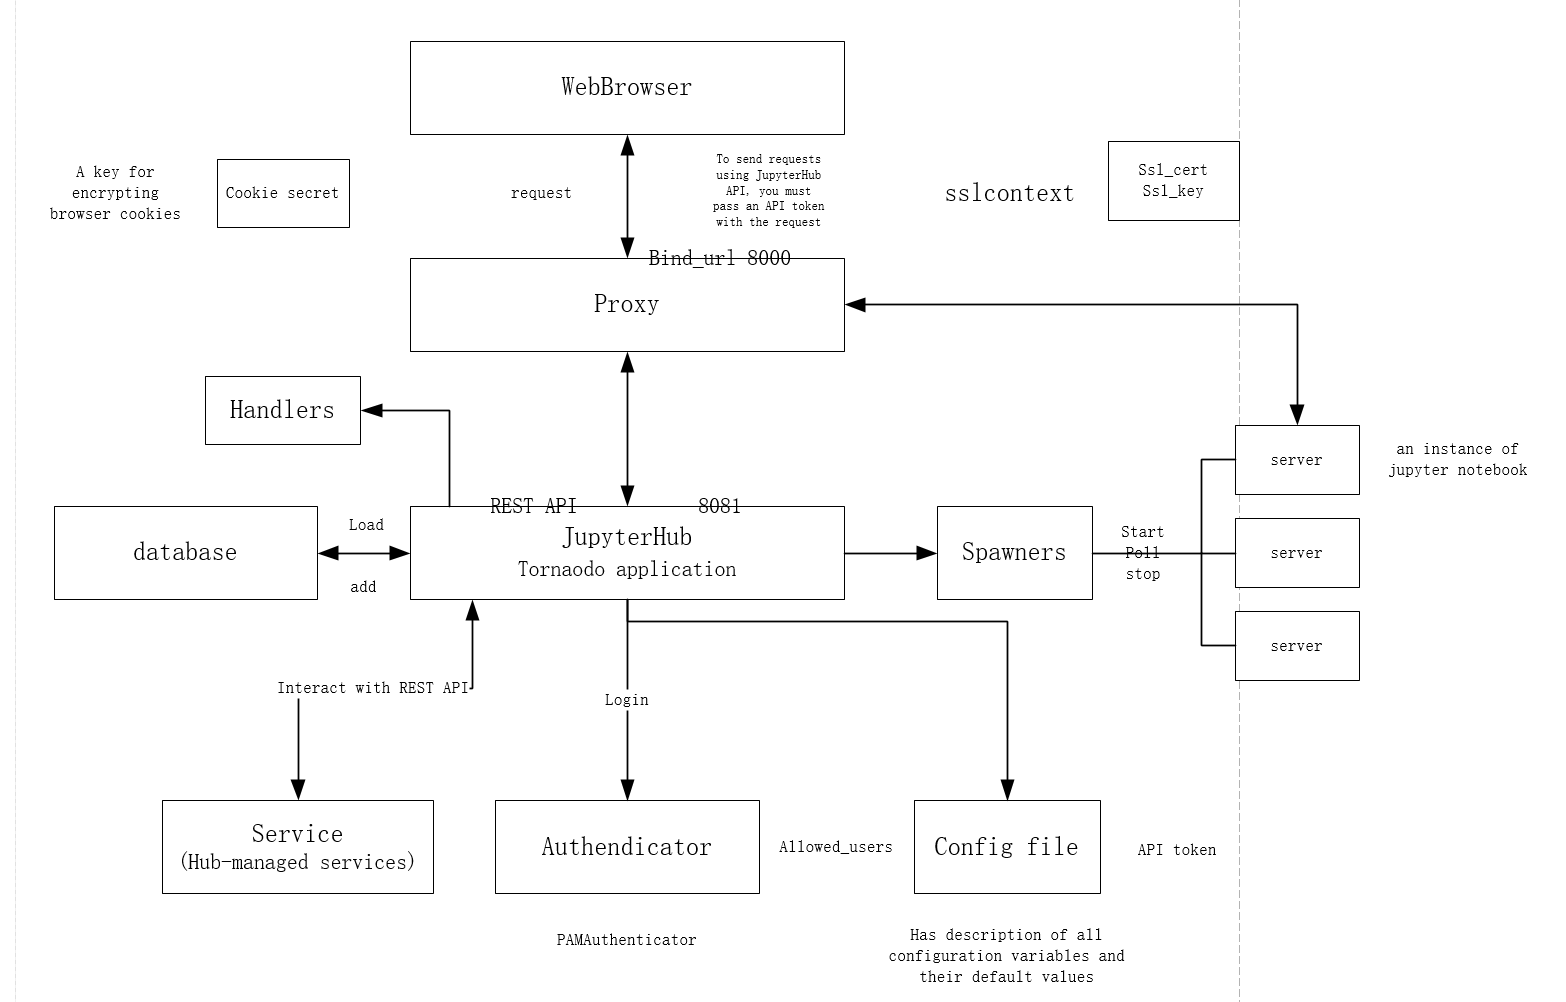 WebBrowser
A key for
encrypting
browser cookies
Cookie secret
request
To send requests
using JupyterHub
API, you must
pass an API token
with the request
sslcontext
Ssl_cert
Ssl_key
Bind_url 8000
Proxy
Handlers
server
an instance of
jupyter notebook
REST API
8081
database
Load
add
JupyterHub
Tornaodo application
Spawners
Start
Poll
stop
server
server
Interact with REST API
Login
Service
(Hub-managed services)
Authendicator
Allowed_users
Config file
API token
PAMAuthenticator
Has description of all
configuration variables and
their default values